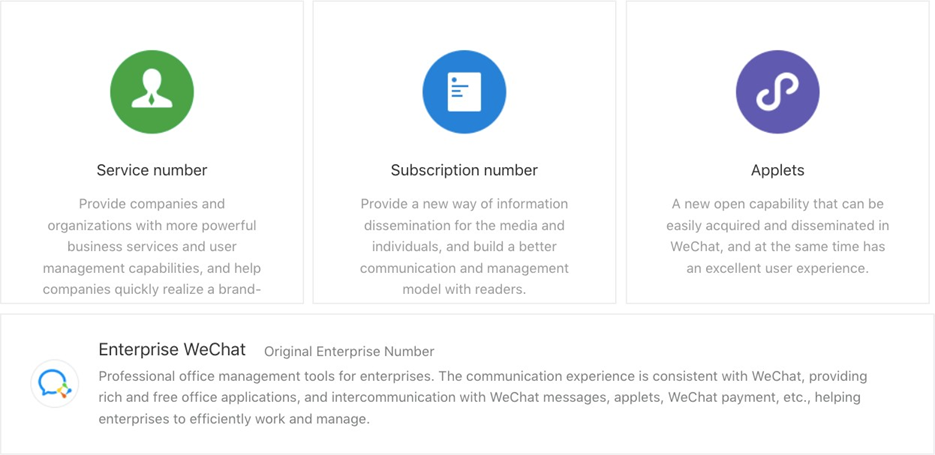 Service number
Provide companies and
organizations with more powerful
business services and user
management capabilities, and help
companies quickly realize a brand-
Subscription number
Provide a new way of information
dissemination for the media and
individuals, and build a better
communication and management
model with readers.
Applets
A new open capability that can be
easily acquired and disseminated in
WeChat, and at the same time has
an excellent user experience.
Enterprise WeChat Original Enterprise Number
Professional office management tools for enterprises. The communication experience is consistent with WeChat, providing
rich and free office applications, and intercommunication with WeChat messages, applets, WeChat payment, etc., helping
enterprises to efficiently work and manage.